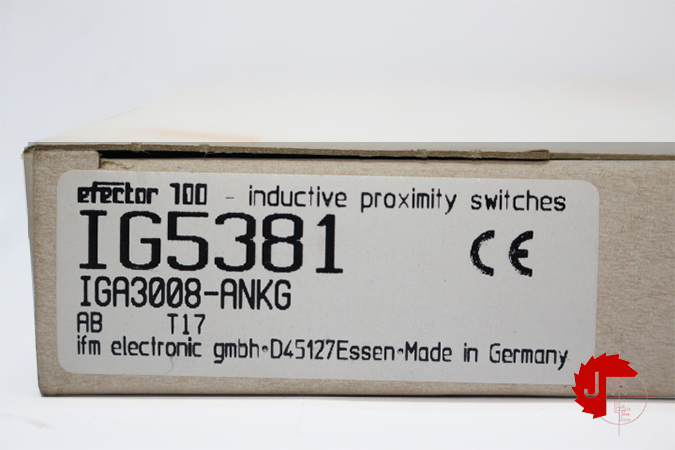 efector 100 - inductive proximity switches
IG5381
CE
IGA3008-ANKG
AB T17
ifm electronic gmbh•D45127Essen•Made in Germany
J